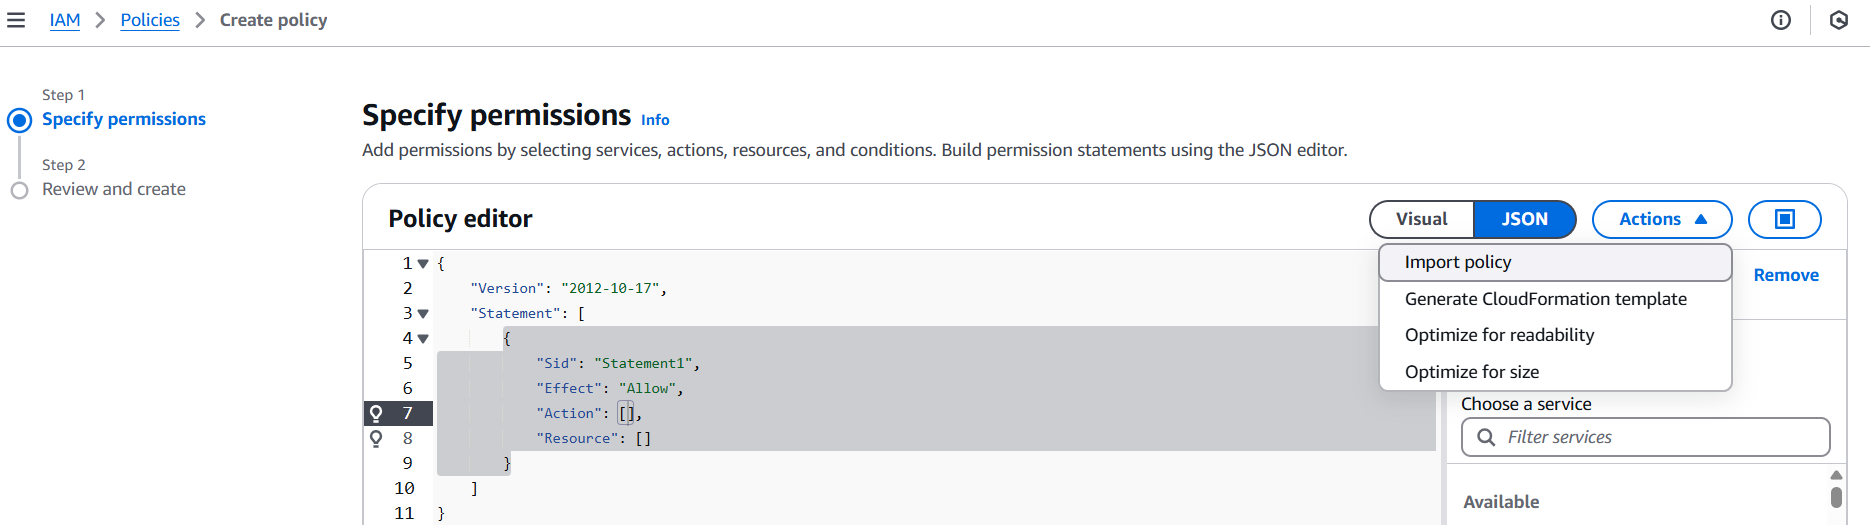 IAM > Policies > Create policy
Step 1
Specify permissions
Step 2
Review and create
Specify permissions Info
Add permissions by selecting services, actions, resources, and conditions. Build permission statements using the JSON editor.
Policy editor
Visual JSON Actions
Import policy
Generate CloudFormation template
Optimize for readability
Optimize for size
Remove
1 {
2 "Version": "2012-10-17",
3 "Statement": [
4 {
5 "Sid": "Statement1",
6 "Effect": "Allow",
7 "Action": [],
8 "Resource": []
9 }
10 ]
11 }
Choose a service
Filter services
Available